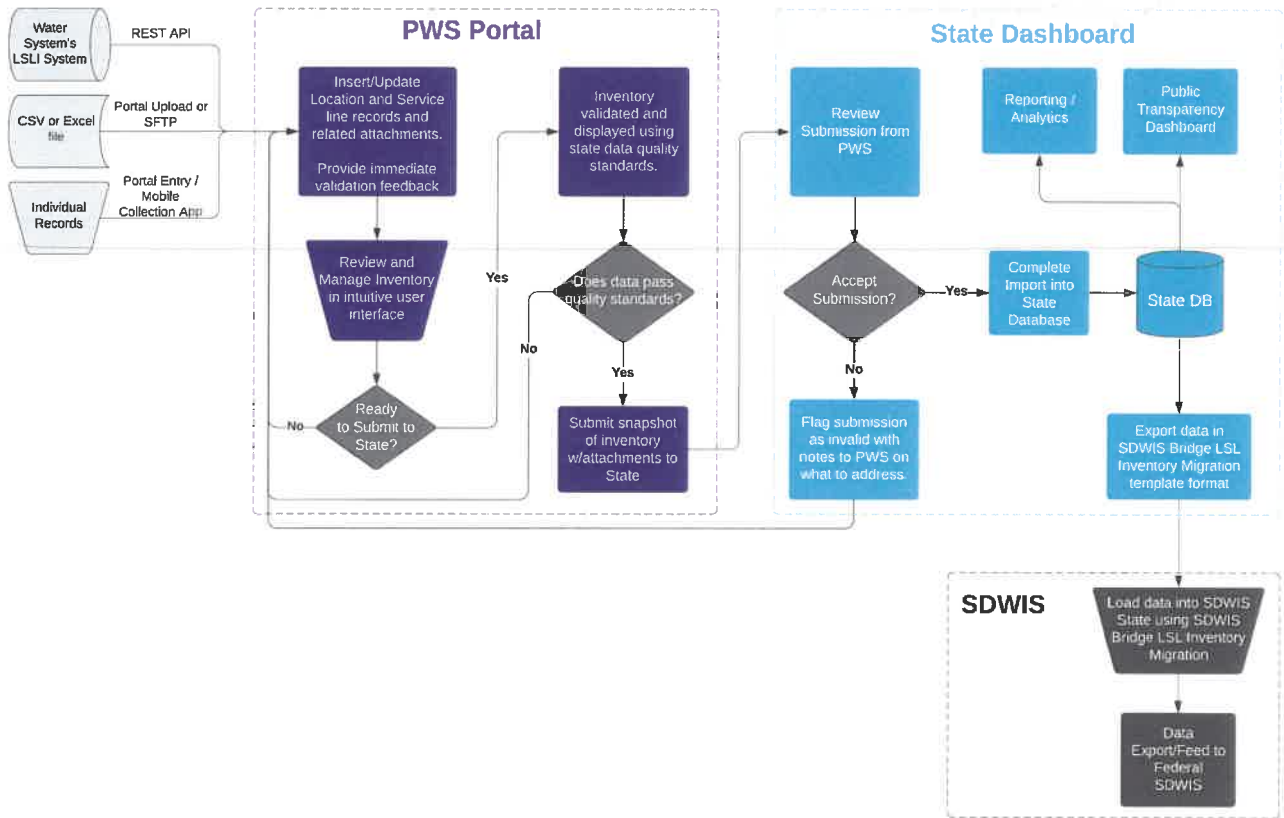 Water
System's
LSLI System
REST API
CSV or Excel
file
Portal Upload or
SFTP
Individual
Records
Portal Entry /
Mobile
Collection App
PWS Portal
Insert/Update
Location and Service
line records and
related attachments.
Provide immediate
validation feedback
Review and
Manage Inventory
in intuitive user
interface
Ready
to Submit to
State?
No
Yes
Inventory
validated and
displayed using
state data quality
standards.
Does data pass
quality standards?
No
Yes
Submit snapshot
of inventory
w/attachments to
State
State Dashboard
Review
Submission from
PWS
Accept
Submission?
Yes
No
Flag submission
as invalid with
notes to PWS on
what to address
Complete
Import into
State
Database
State DB
Reporting /
Analytics
Public
Transparency
Dashboard
Export data in
SDWIS Bridge LSL
Inventory Migration
template format
SDWIS
Load data into SDWIS
State using SDWIS
Bridge LSL Inventory
Migration
Data
Export/Feed to
Federal
SDWIS